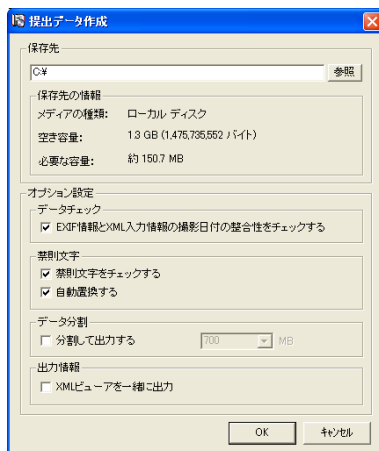 提出データ作成
保存先
C:¥
参照
保存先の情報
メディアの種類: ローカル ディスク
空き容量: 1.3 GB (1,475,735,552 バイト)
必要な容量: 約 150.7 MB
オプション設定
データチェック
EXIF情報とXML入力情報の撮影日付の整合性をチェックする
禁則文字
禁則文字をチェックする
自動置換する
データ分割
分割して出力する 700 MB
出力情報
XMLビューアを一緒に出力
OK キャンセル